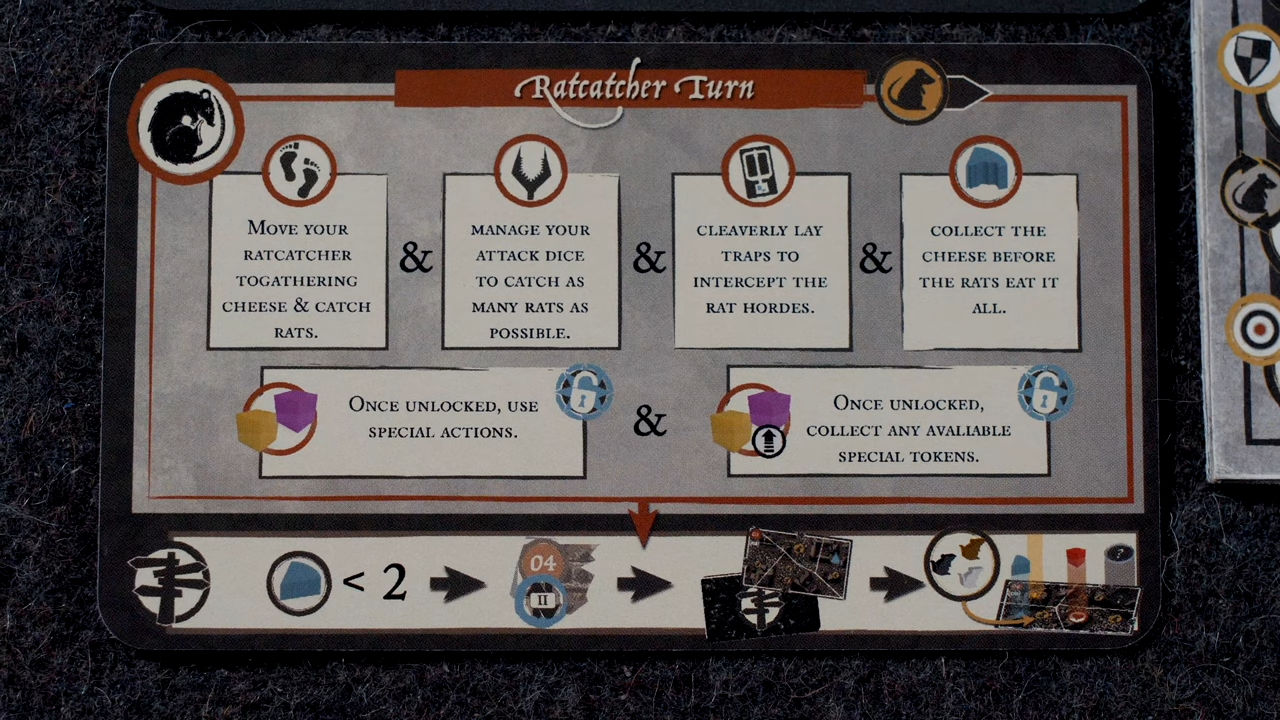 Ratcatcher Turn
Move your
ratcatcher
togathering
cheese & catch
rats.
&
manage your
attack dice
to catch as
many rats as
possible.
&
cleaverly lay
traps to
intercept the
rat hordes.
&
collect the
cheese before
the rats eat it
all.
Once unlocked, use
special actions.
&
Once unlocked,
collect any avaliable
special tokens.
< 2
04
II
?